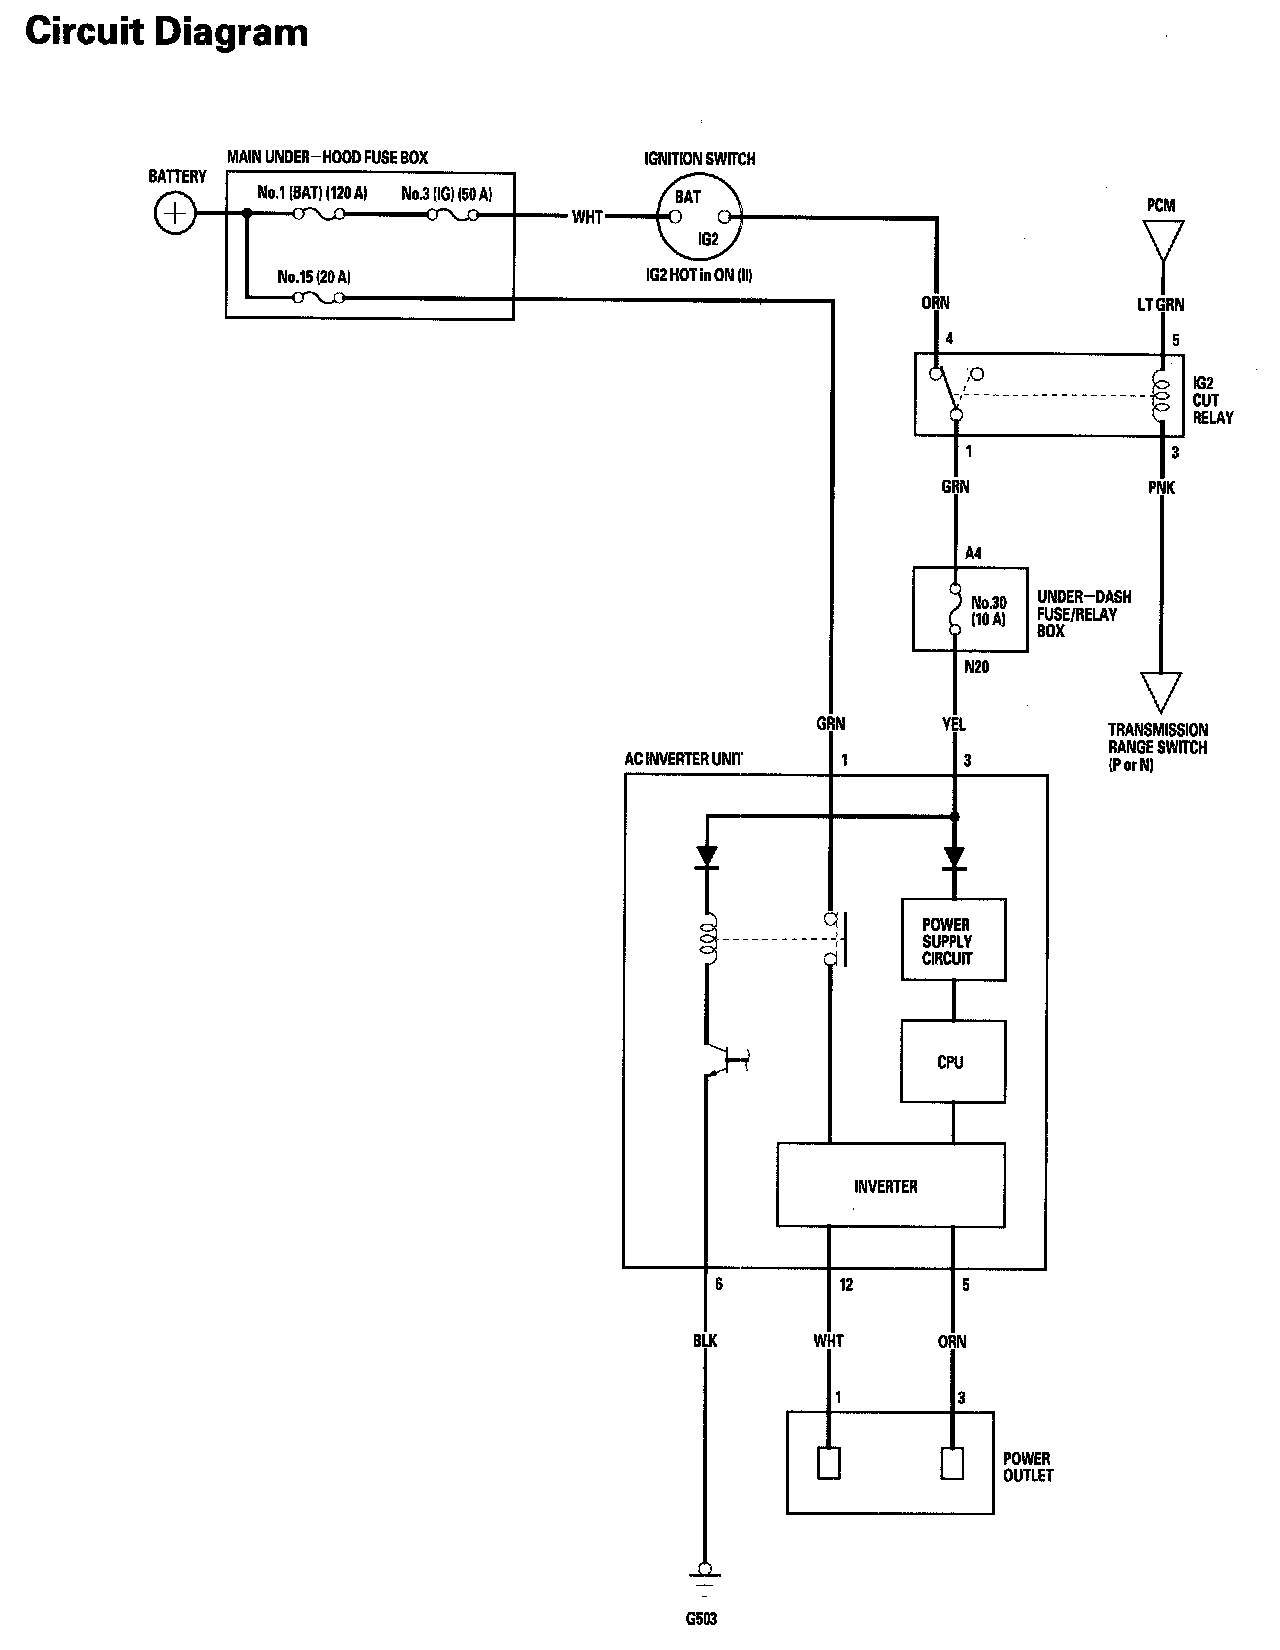 Circuit Diagram
MAIN UNDER-HOOD FUSE BOX
IGNITION SWITCH
BATTERY
No.1 (BAT) (120 A)
No.3 (IG) (50 A)
BAT
PCM
WHT
IG2
No.15 (20 A)
IG2 HOT in ON (II)
ORN
LT GRN
4
5
IG2
CUT
RELAY
1
3
GRN
PNK
A4
No.30
(10 A)
UNDER-DASH
FUSE/RELAY
BOX
N20
GRN
YEL
TRANSMISSION
RANGE SWITCH
(P or N)
AC INVERTER UNIT
1
3
POWER
SUPPLY
CIRCUIT
CPU
INVERTER
6
12
5
BLK
WHT
ORN
1
3
POWER
OUTLET
G503